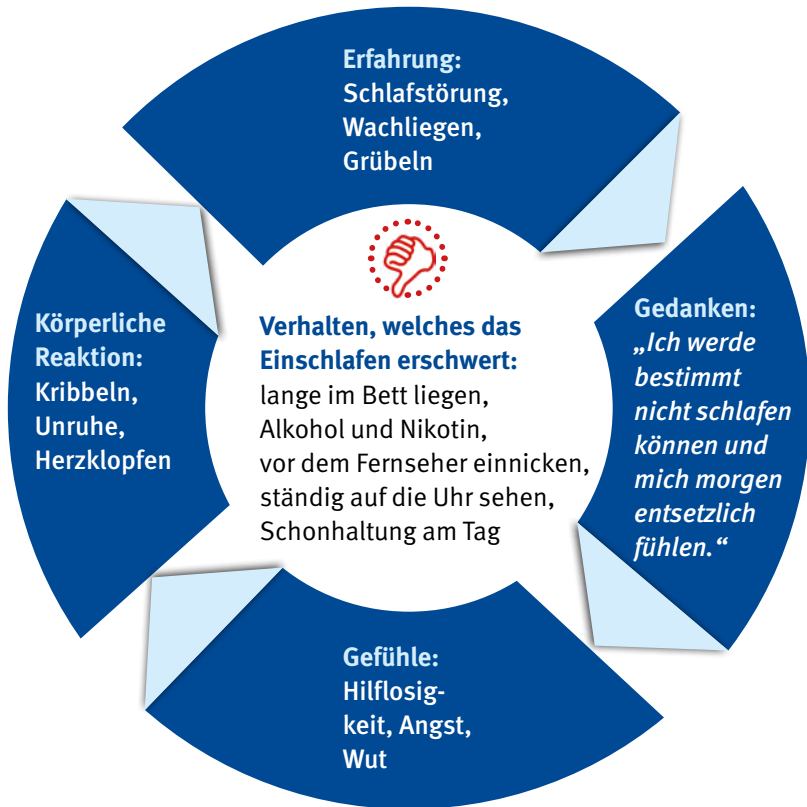 Erfahrung:
Schlafstörung,
Wachliegen,
Grübeln
Gedanken:
„Ich werde
bestimmt
nicht schlafen
können und
mich morgen
entsetzlich
fühlen.“
Gefühle:
Hilflosig-
keit, Angst,
Wut
Körperliche
Reaktion:
Kribbeln,
Unruhe,
Herzklopfen
Verhalten, welches das
Einschlafen erschwert:
lange im Bett liegen,
Alkohol und Nikotin,
vor dem Fernseher einnicken,
ständig auf die Uhr sehen,
Schonhaltung am Tag